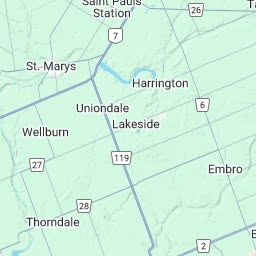 Saint Pauls
Station
26
7
St. Marys
Harrington
Uniondale
6
Lakeside
Wellburn
119
27
Embro
28
Thorndale
2